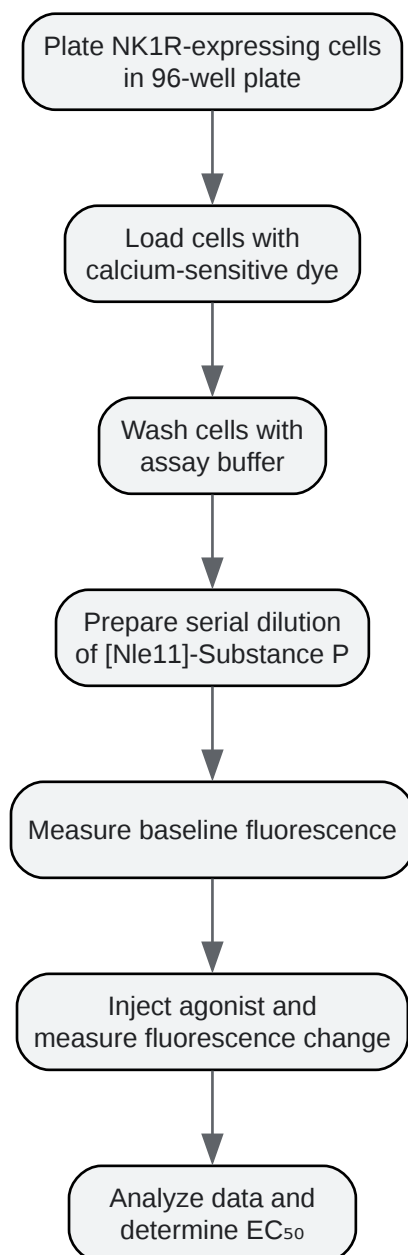 Plate NK1R-expressing cells
in 96-well plate
Load cells with
calcium-sensitive dye
Wash cells with
assay buffer
Prepare serial dilution
of [Nle11]-Substance P
Measure baseline fluorescence
Inject agonist and
measure fluorescence change
Analyze data and
determine EC₅₀